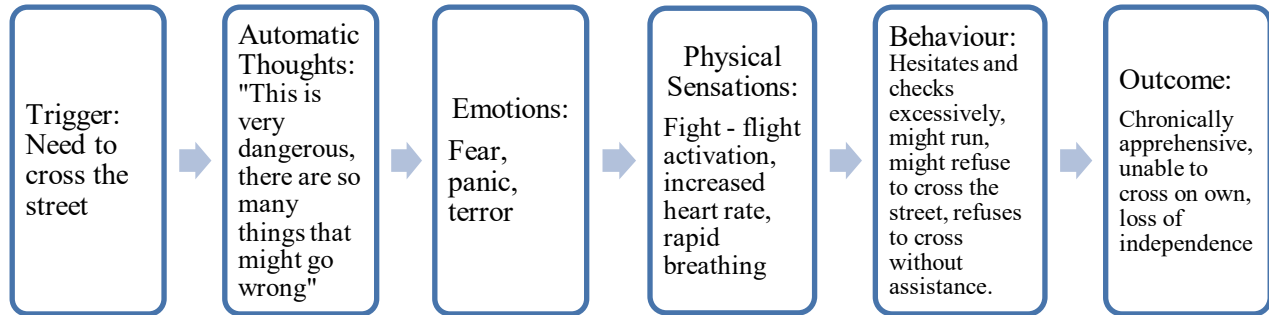 Trigger:
Need to
cross the
street
Automatic
Thoughts:
"This is
very
dangerous,
there are so
many
things that
might go
wrong"
Emotions:
Fear,
panic,
terror
Physical
Sensations:
Fight - flight
activation,
increased
heart rate,
rapid
breathing
Behaviour:
Hesitates and
checks
excessively,
might run,
might refuse
to cross the
street, refuses
to cross
without
assistance.
Outcome:
Chronically
apprehensive,
unable to
cross on own,
loss of
independence